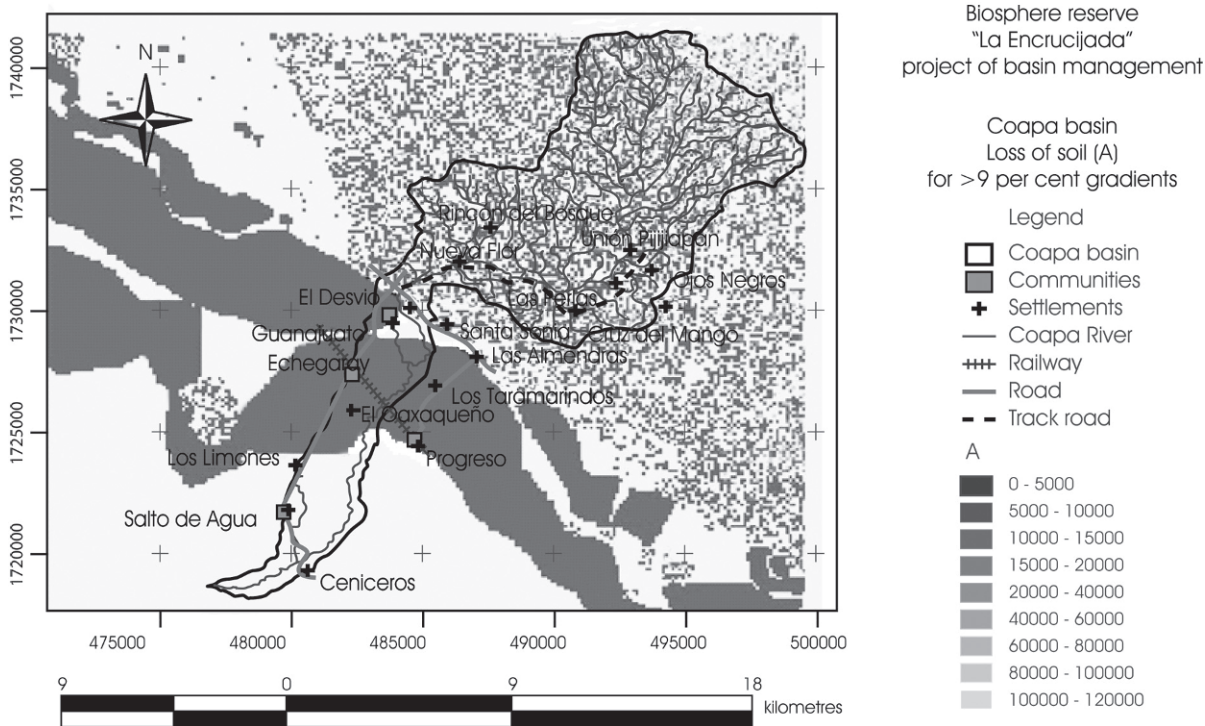 Biosphere reserve
"La Encrucijada"
project of basin management
Coapa basin
Loss of soil (A)
for >9 per cent gradients
Legend
Coapa basin
Communities
Settlements
Coapa River
Railway
Road
Track road
A
0 - 5000
5000 - 10000
10000 - 15000
15000 - 20000
20000 - 40000
40000 - 60000
60000 - 80000
80000 - 100000
100000 - 120000
N
1740000
1735000
1730000
1725000
1720000
Rincon del Bosque
Union Pijijiapan
Nueva Flor
Ojos Negros
El Desvio
Las Perlas
Guanajuato
Santa Sonia
Cruz del Mango
Echegaray
Las Almendras
Los Taramarindos
El Oaxaqueño
Los Limones
Progreso
Salto de Agua
Ceniceros
475000
480000
485000
490000
495000
500000
9 0 9 18
kilometres